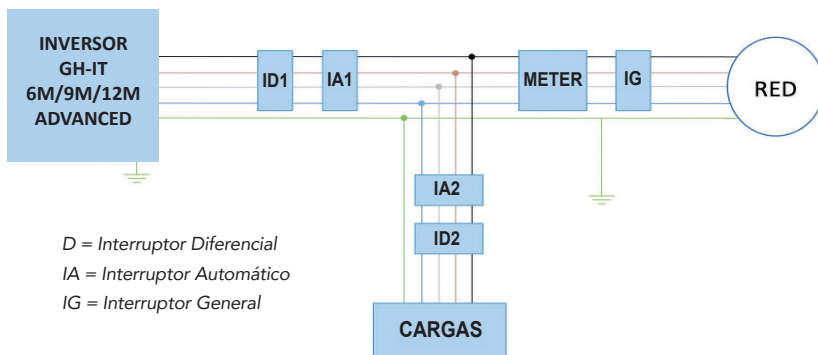 INVERSOR
GH-IT
6M/9M/12M
ADVANCED
ID1
IA1
METER
IG
RED
IA2
ID2
D = Interruptor Diferencial
IA = Interruptor Automático
IG = Interruptor General
CARGAS